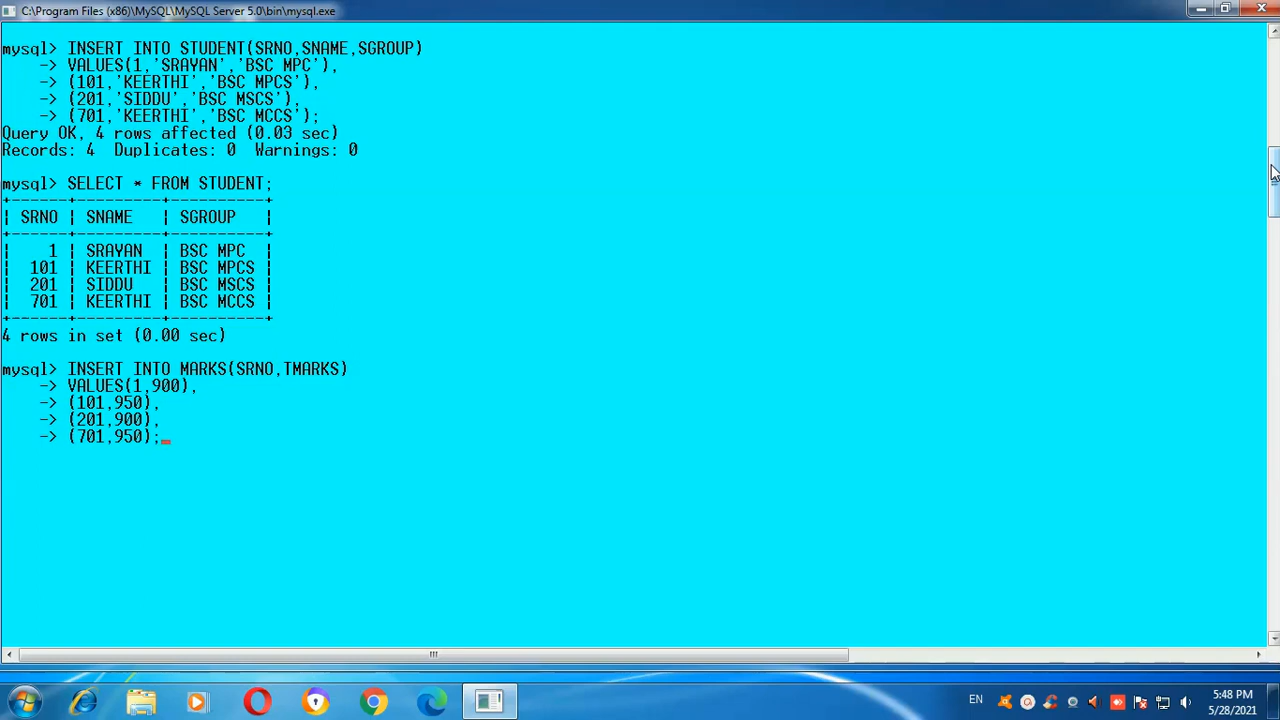 C:\Program Files (x86)\MySQL\MySQL Server 5.0\bin\mysql.exe
mysql> INSERT INTO STUDENT(SRNO,SNAME,SGROUP)
-> VALUES(1,'SRAYAN','BSC MPC'),
-> (101,'KEERTHI','BSC MPCS'),
-> (201,'SIDDU','BSC MSCS'),
-> (701,'KEERTHI','BSC MCCS');
Query OK, 4 rows affected (0.03 sec)
Records: 4  Duplicates: 0  Warnings: 0
mysql> SELECT * FROM STUDENT;
+------+---------+----------+
| SRNO | SNAME   | SGROUP   |
+------+---------+----------+
|    1 | SRAYAN  | BSC MPC  |
|  101 | KEERTHI | BSC MPCS |
|  201 | SIDDU   | BSC MSCS |
|  701 | KEERTHI | BSC MCCS |
+------+---------+----------+
4 rows in set (0.00 sec)
mysql> INSERT INTO MARKS(SRNO,TMARKS)
-> VALUES(1,900),
-> (101,950),
-> (201,900),
-> (701,950);_
EN
5:48 PM
5/28/2021